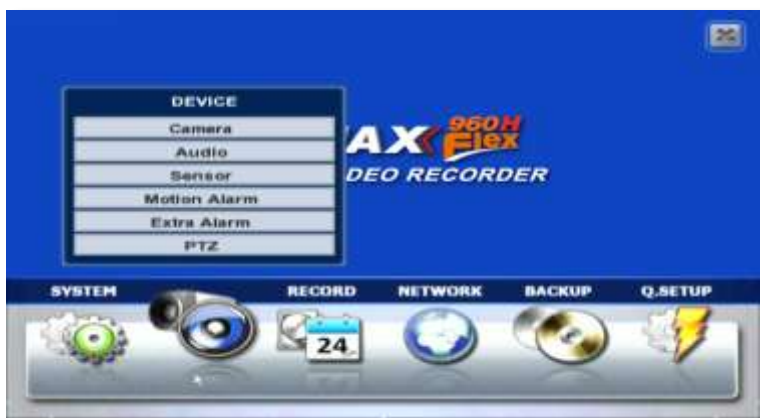 DEVICE
Camera
Audio
Sensor
Motion Alarm
Extra Alarm
PTZ
AX 960H
Flex
DEO RECORDER
SYSTEM RECORD NETWORK BACKUP Q.SETUP
24